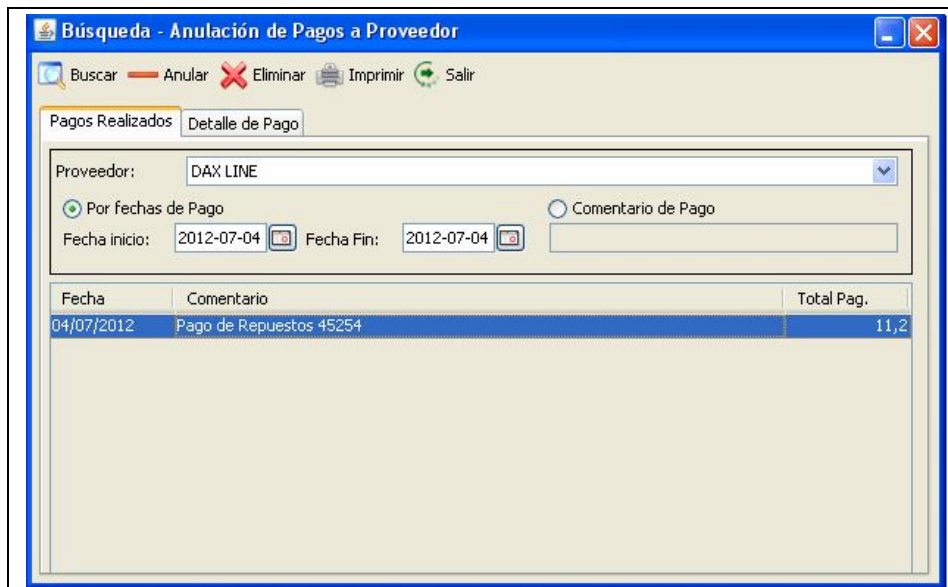 Búsqueda - Anulación de Pagos a Proveedor
Buscar Anular Eliminar Imprimir Salir
Pagos Realizados Detalle de Pago
Proveedor: DAX LINE
Por fechas de Pago Comentario de Pago
Fecha inicio: 2012-07-04 Fecha Fin: 2012-07-04
Fecha Comentario Total Pag.
04/07/2012 Pago de Repuestos 45254 11,2